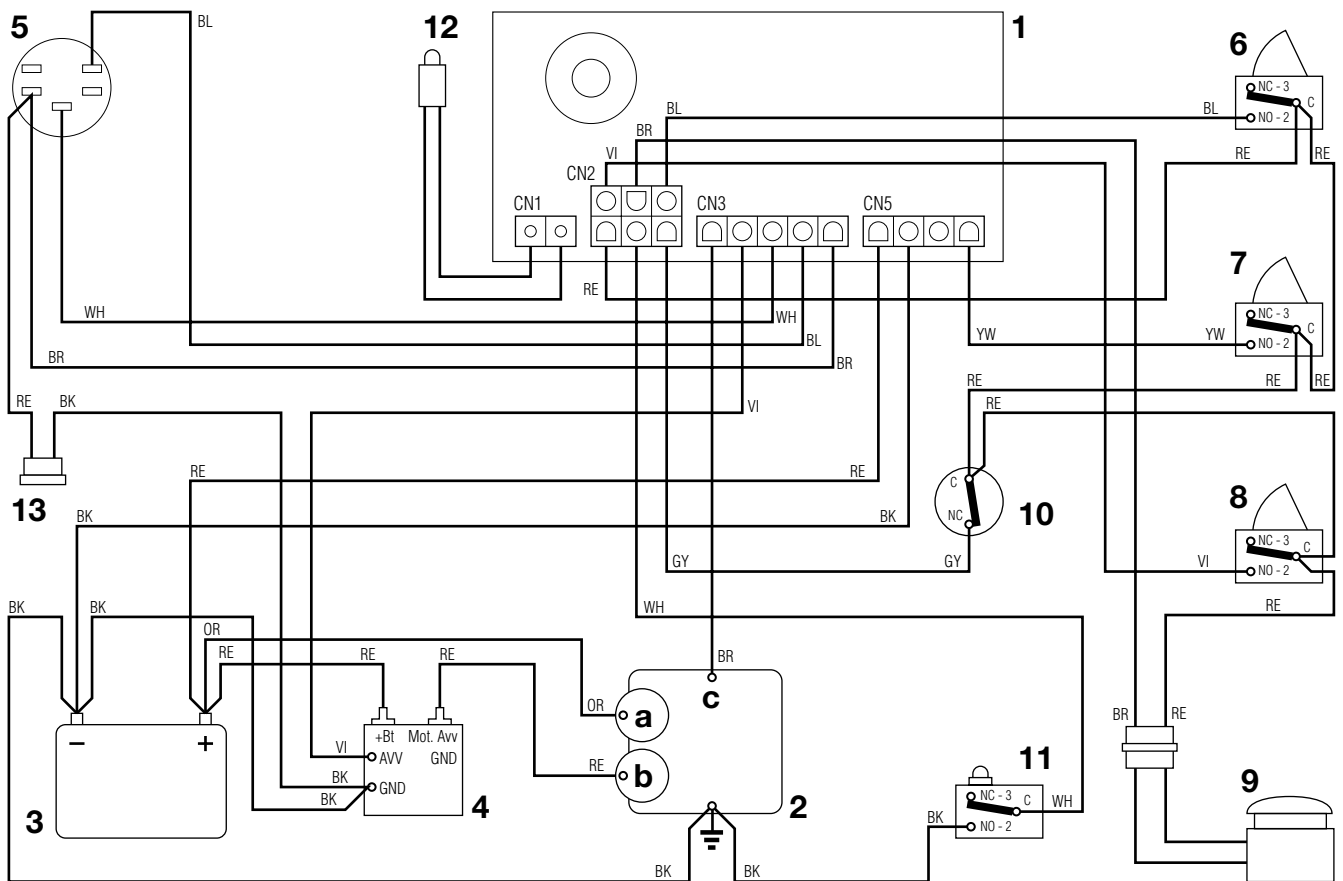 5
BL
12
1
6
NC - 3
C
NO - 2
BL
BL
BR
VI
RE
RE
CN2
CN1
CN3
CN5
7
NC - 3
C
NO - 2
RE
WH
WH
YW
YW
BL
BR
BR
RE
RE
RE
RE
BK
VI
RE
13
RE
RE
C
NC
10
8
NC - 3
C
NO - 2
BK
BK
GY
GY
VI
BK
BK
WH
RE
OR
RE
RE
RE
BR
OR
a
c
BR
RE
+Bt
Mot. Avv
VI
AVV
GND
RE
b
11
BK
GND
BK
3
4
2
NC - 3
C
WH
BK
NO - 2
9
BK
BK
− +